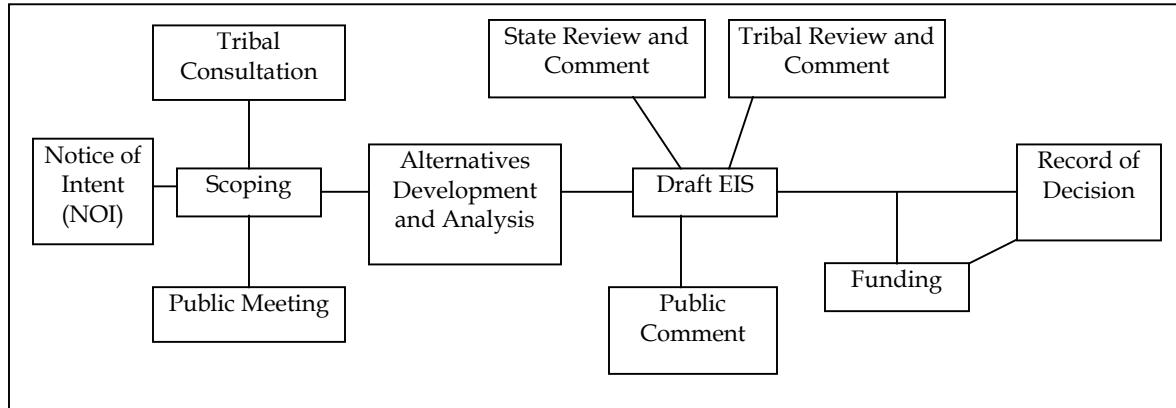 Tribal
Consultation
State Review and
Comment
Tribal Review and
Comment
Notice of
Intent
(NOI)
Scoping
Alternatives
Development
and Analysis
Draft EIS
Record of
Decision
Public Meeting
Public
Comment
Funding